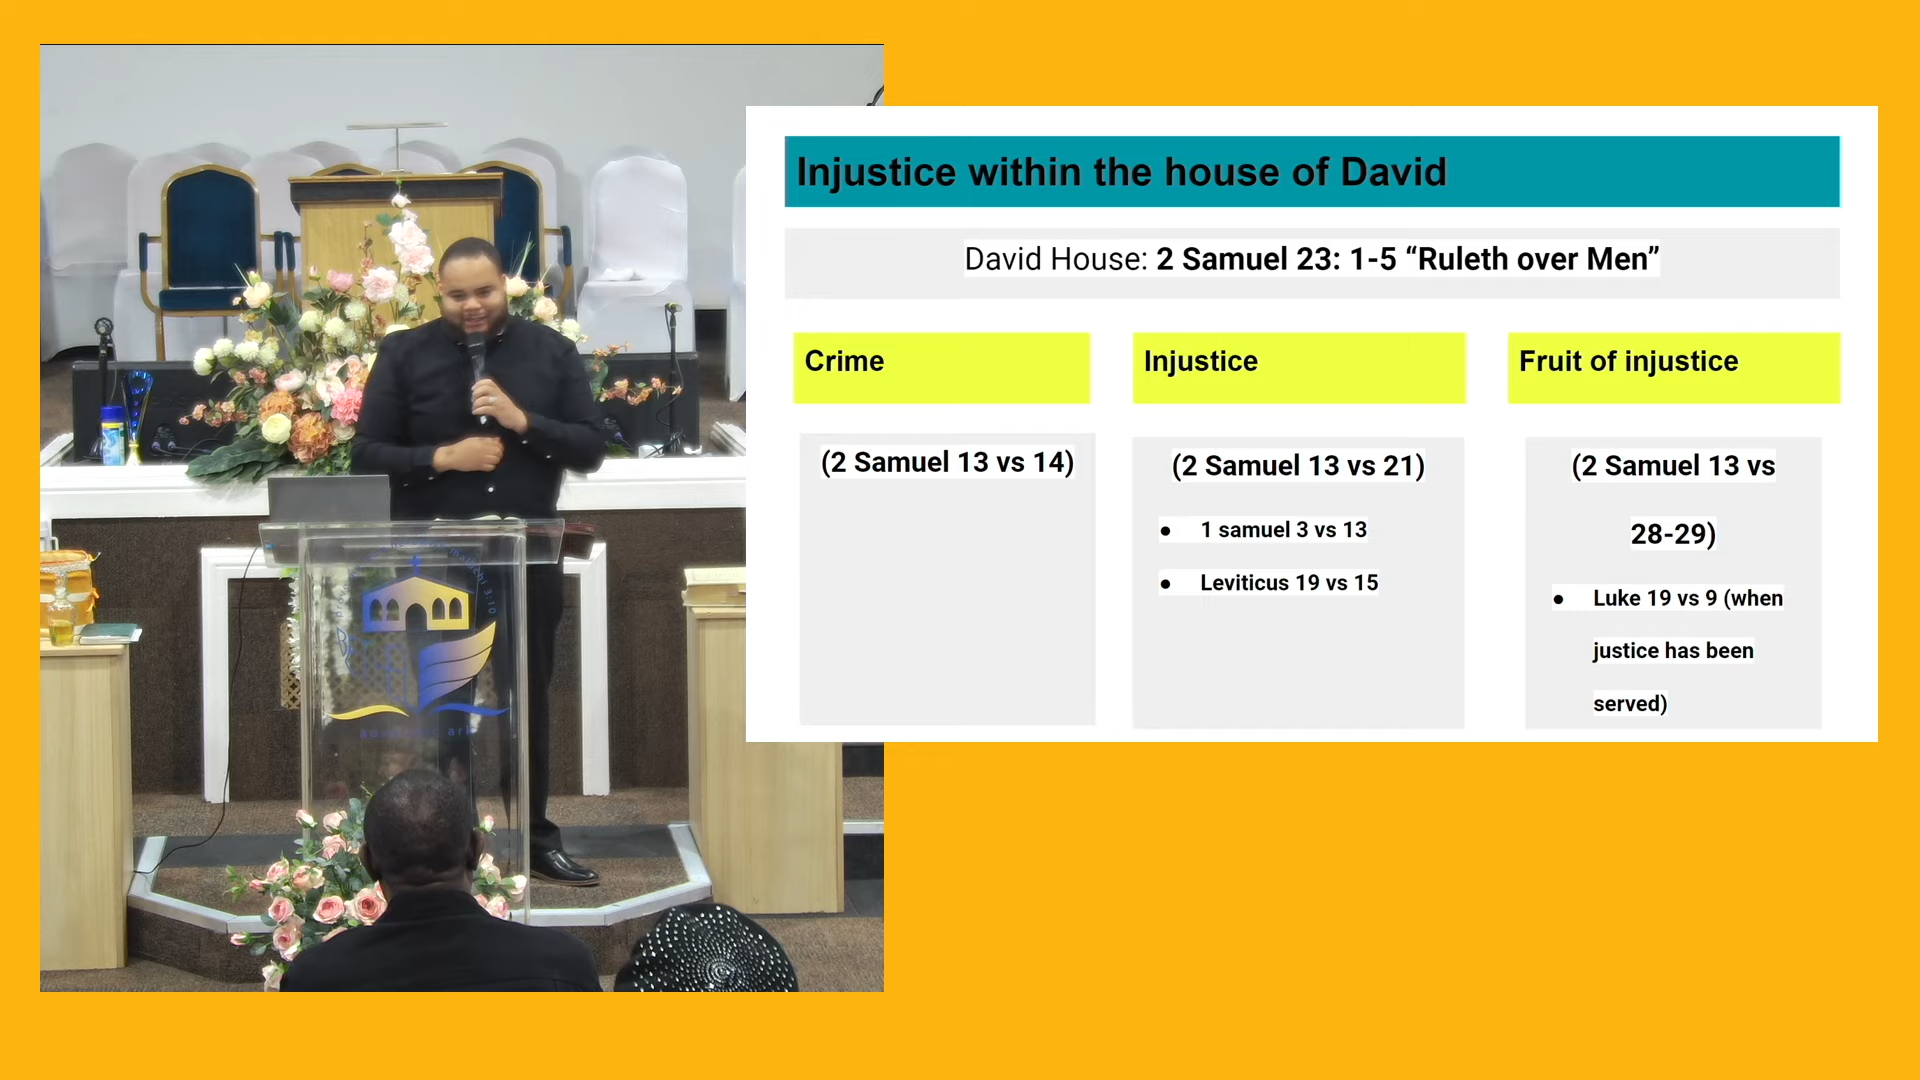 Injustice within the house of David
David House: 2 Samuel 23: 1-5 “Ruleth over Men”
Crime
(2 Samuel 13 vs 14)
Injustice
(2 Samuel 13 vs 21)
● 1 samuel 3 vs 13
● Leviticus 19 vs 15
Fruit of injustice
(2 Samuel 13 vs
28-29)
● Luke 19 vs 9 (when
justice has been
served)